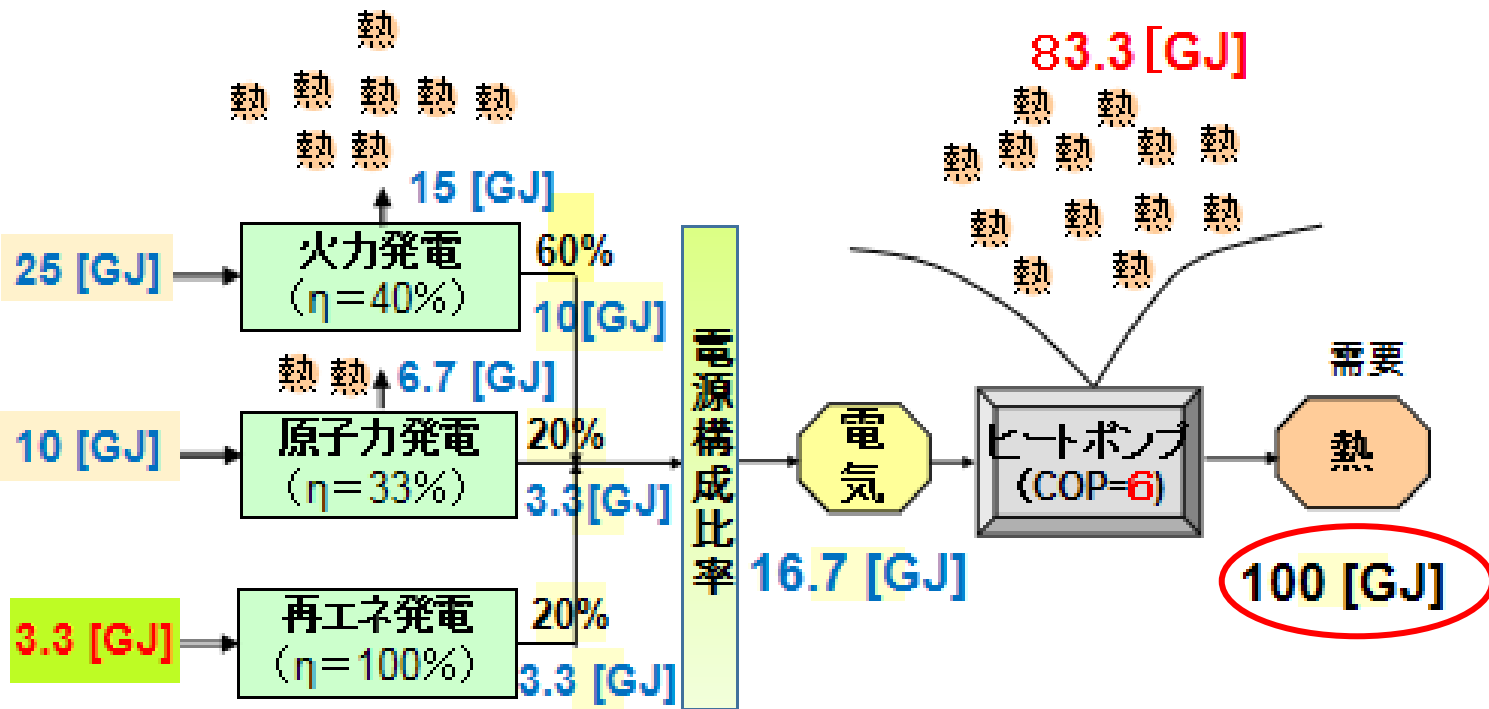 熱
熱 熱 熱 熱 熱
熱 熱
15 [GJ]
25 [GJ]
火力発電
(η=40%)
60%
10[GJ]
熱 熱
6.7 [GJ]
10 [GJ]
原子力発電
(η=33%)
20%
3.3[GJ]
3.3 [GJ]
再エネ発電
(η=100%)
20%
3.3 [GJ]
電源構成比率
16.7 [GJ]
電気
83.3[GJ]
熱 熱
熱 熱 熱 熱 熱
熱 熱 熱 熱
熱 熱
ヒートポンプ
(COP=6)
需要
熱
100 [GJ]